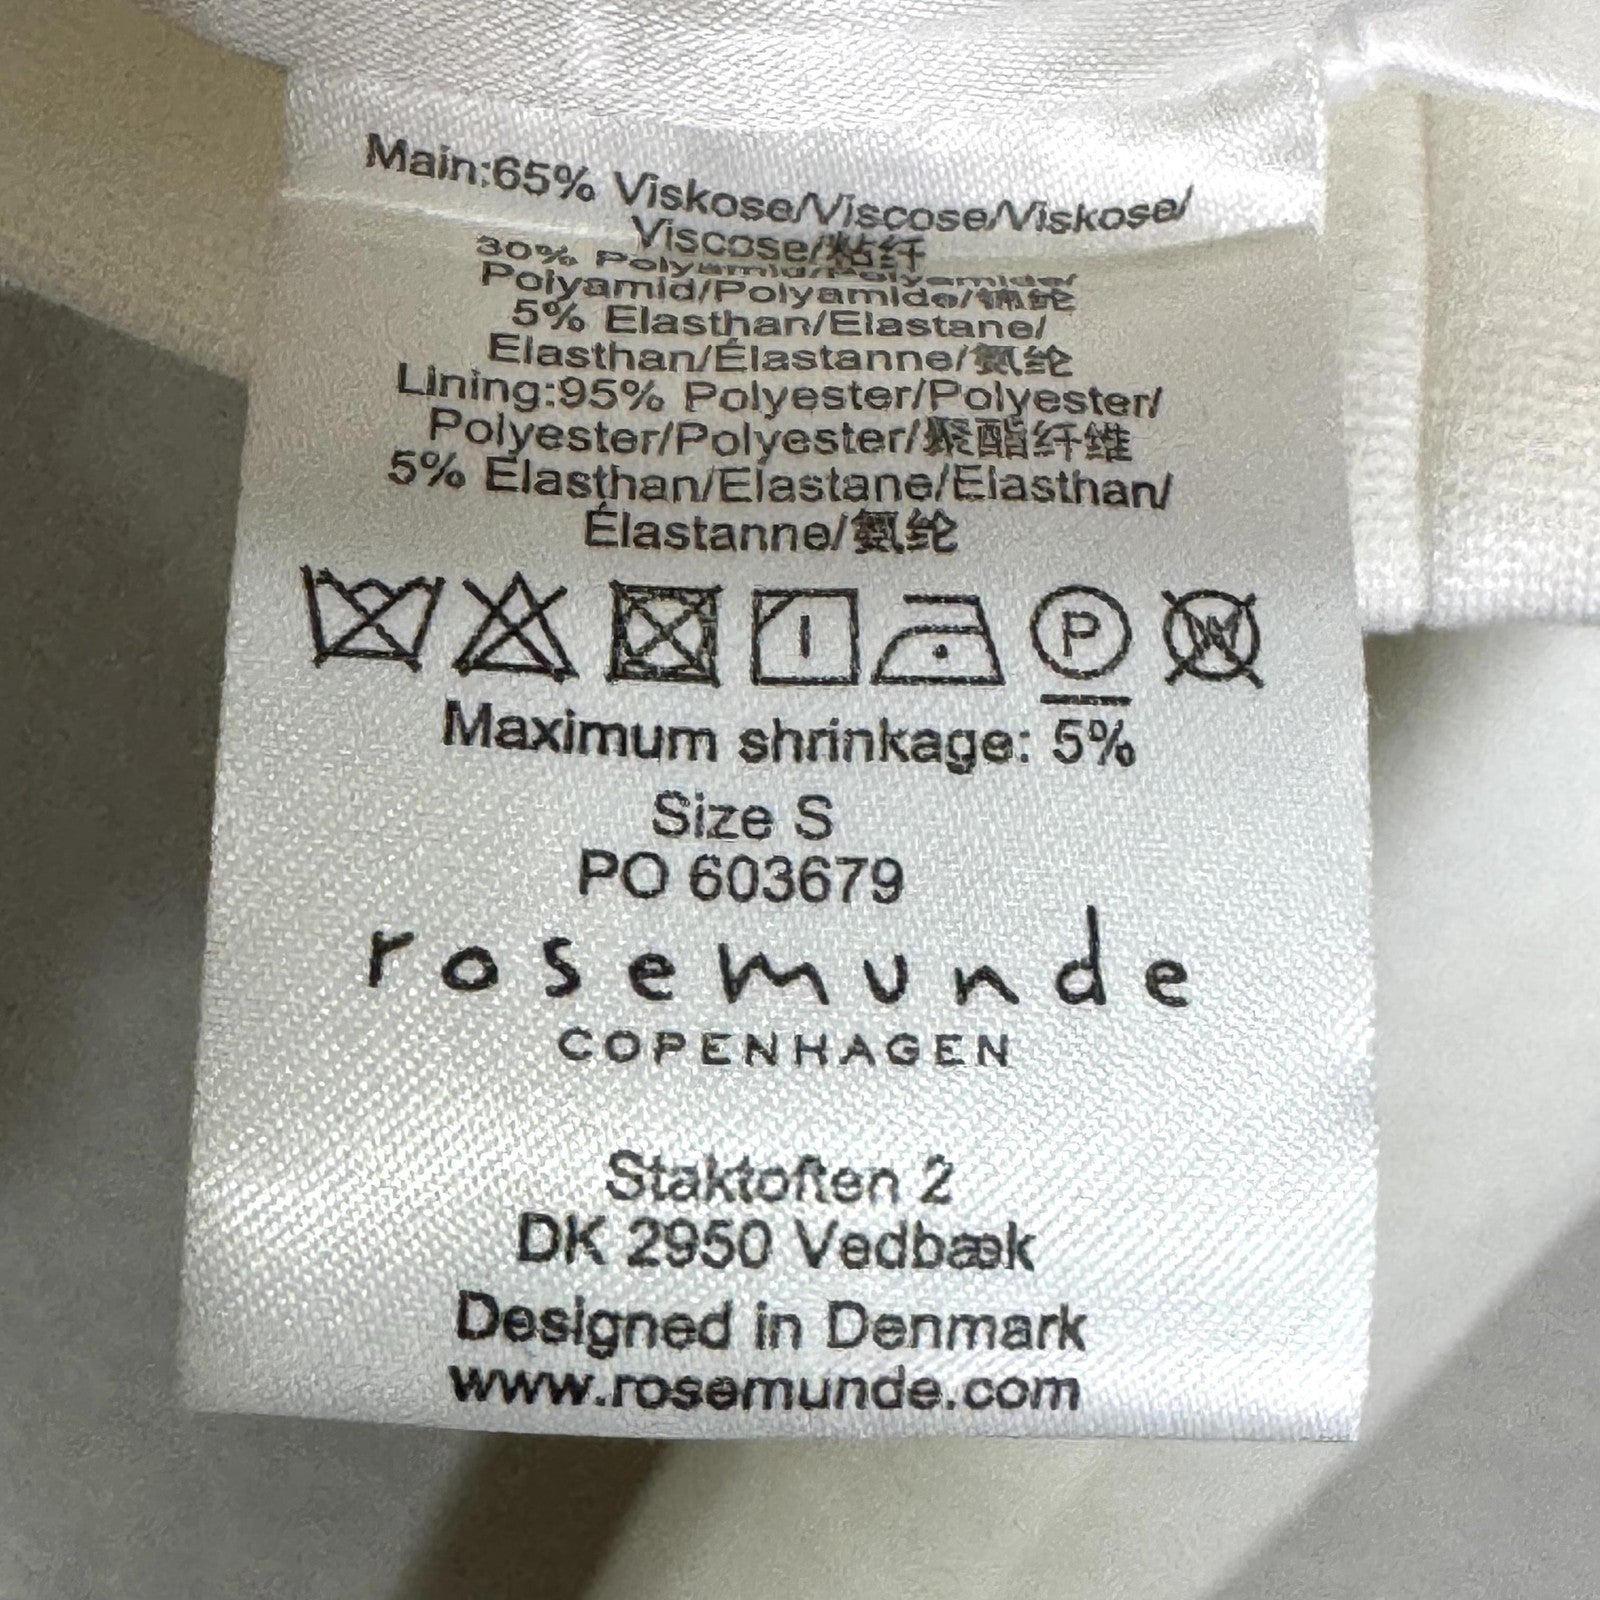 Main:65% Viskose/Viscose/Viskose/
Viscose/粘纤
30% Polyamid/Polyamide/
Polyamid/Polyamide/锦纶
5% Elasthan/Elastane/
Elasthan/Élastanne/氨纶
Lining:95% Polyester/Polyester/
Polyester/Polyester/聚酯纤维
5% Elasthan/Elastane/Elasthan/
Élastanne/氨纶
P W
Maximum shrinkage: 5%
Size S
PO 603679
rosemunde
COPENHAGEN
Staktoften 2
DK 2950 Vedbæk
Designed in Denmark
www.rosemunde.com